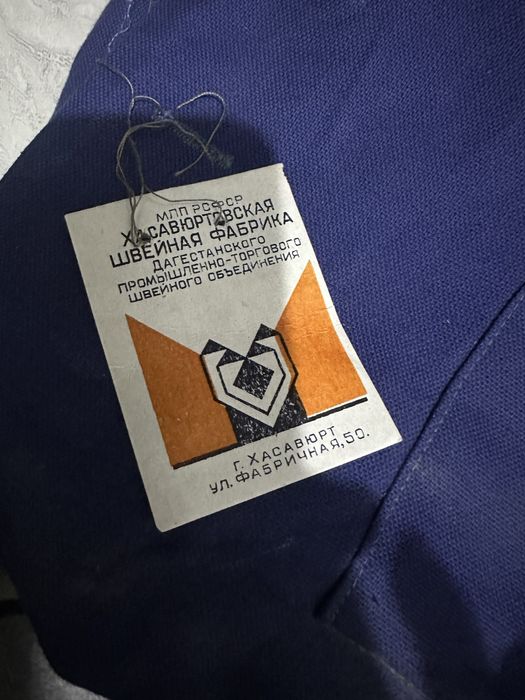 МЛП РСФСР
ХАСАВЮРТОВСКАЯ
ШВЕЙНАЯ ФАБРИКА
ДАГЕСТАНСКОГО
ПРОМЫШЛЕННО-ТОРГОВОГО
ШВЕЙНОГО ОБЪЕДИНЕНИЯ
Г. ХАСАВЮРТ
УЛ. ФАБРИЧНАЯ, 50.